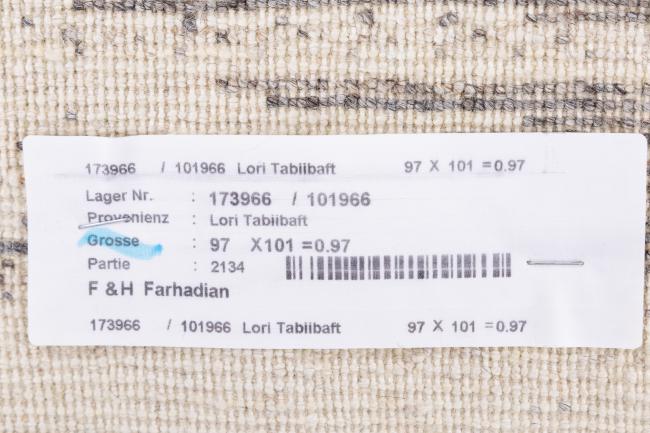 173966 / 101966 Lori Tabiibaft 97 X 101 =0.97
Lager Nr. : 173966 / 101966
Provenienz : Lori Tabiibaft
Grosse : 97 X101 =0.97
Partie : 2134
F &H Farhadian
173966 / 101966 Lori Tabiibaft 97 X 101 =0.97